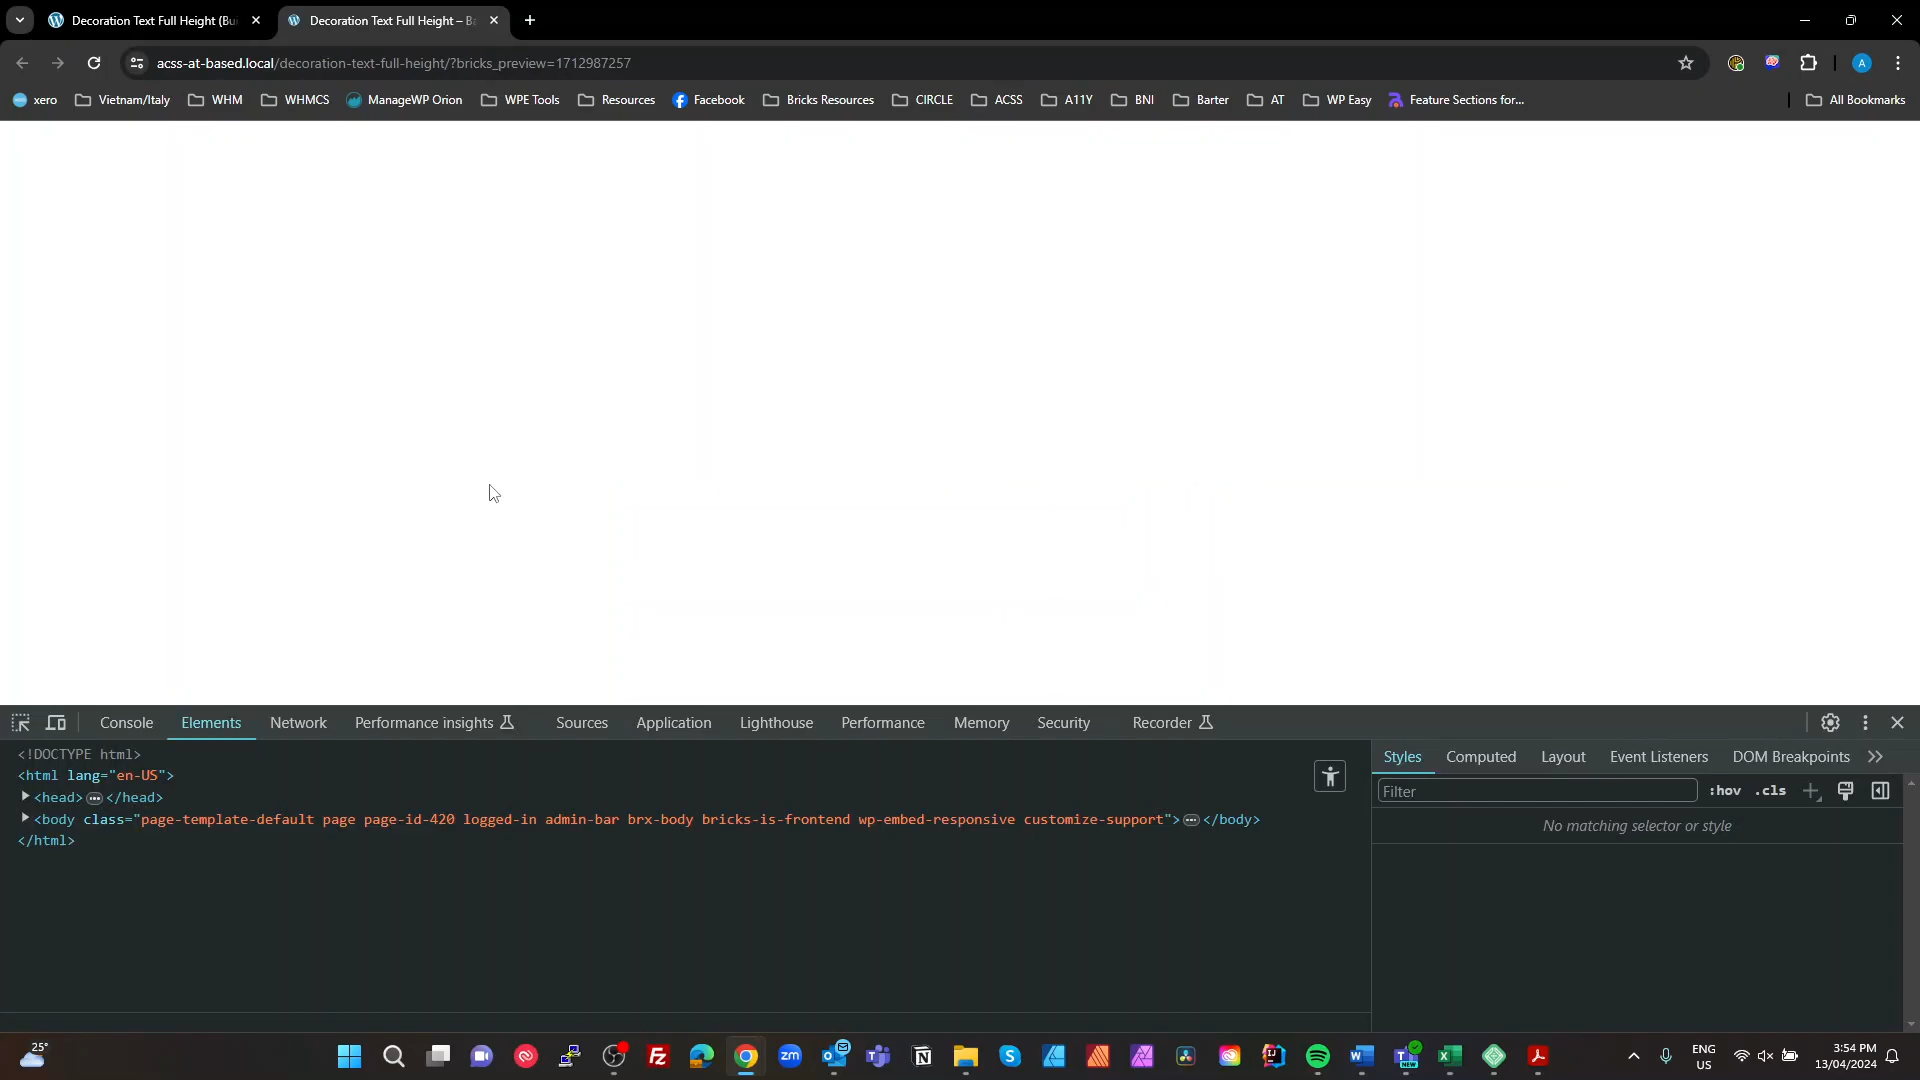 Decoration Text Full Height (Bu
Decoration Text Full Height – B
acss-at-based.local/decoration-text-full-height/?bricks_preview=1712987257
A
xero
Vietnam/Italy
WHM
WHMCS
ManageWP Orion
WPE Tools
Resources
Facebook
Bricks Resources
CIRCLE
ACSS
A11Y
BNI
Barter
AT
WP Easy
Feature Sections for...
All Bookmarks
Console
Elements
Network
Performance insights
Sources
Application
Lighthouse
Performance
Memory
Security
Recorder
<!DOCTYPE html>
<html lang="en-US">
<head> ••• </head>
<body class="page-template-default page page-id-420 logged-in admin-bar brx-body bricks-is-frontend wp-embed-responsive customize-support"> ••• </body>
</html>
Styles
Computed
Layout
Event Listeners
DOM Breakpoints
Filter
:hov
.cls
No matching selector or style
25°
zm
NEW
ENG
US
3:54 PM
13/04/2024